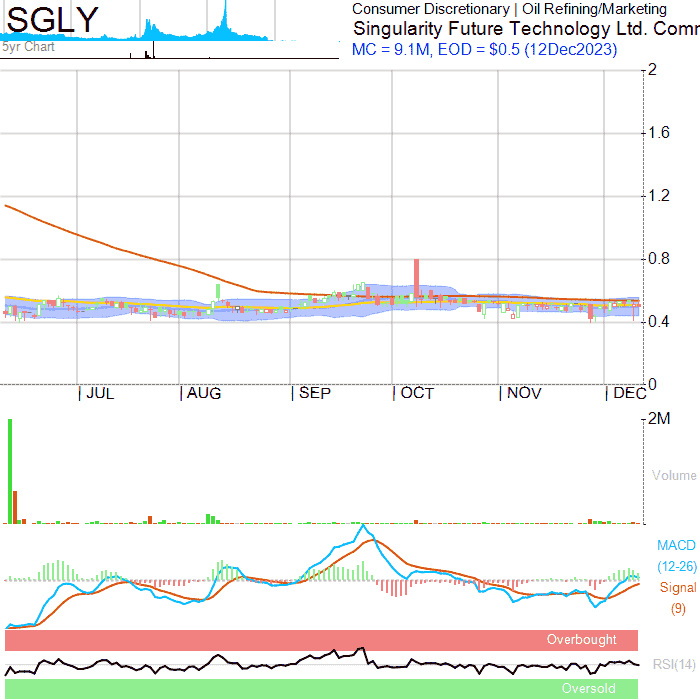 SGLY
5yr Chart
Consumer Discretionary | Oil Refining/Marketing
Singularity Future Technology Ltd. Comm
MC = 9.1M, EOD = $0.5 (12Dec2023)
2
1.6
1.2
0.8
0.4
0
JUL AUG SEP OCT NOV DEC
2M
Volume
MACD
(12-26)
Signal
(9)
Overbought
RSI(14)
Oversold